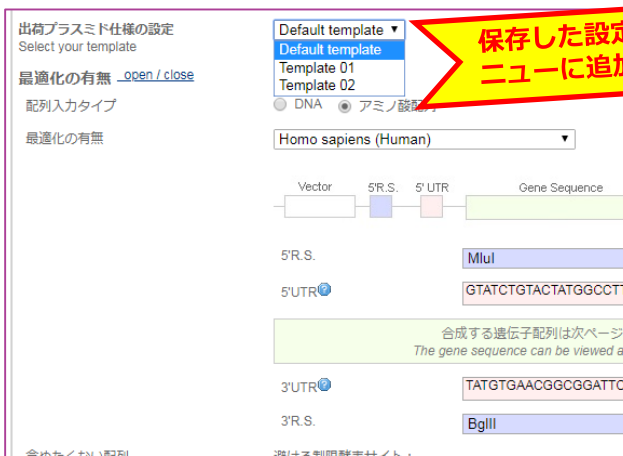 出荷プラスミド仕様の設定
Select your template
Default template ▼
Default template
Template 01
Template 02
保存した設定
ニューに追加
最適化の有無 open / close
配列入力タイプ
DNA アミノ酸配列
最適化の有無
Homo sapiens (Human) ▼
Vector 5'R.S. 5' UTR Gene Sequence
5'R.S. MluI
5'UTR GTATCTGTACTATGGCCTT
合成する遺伝子配列は次ページ
The gene sequence can be viewed a
3'UTR TATGTGAACGGCGGATTC
3'R.S. BglII